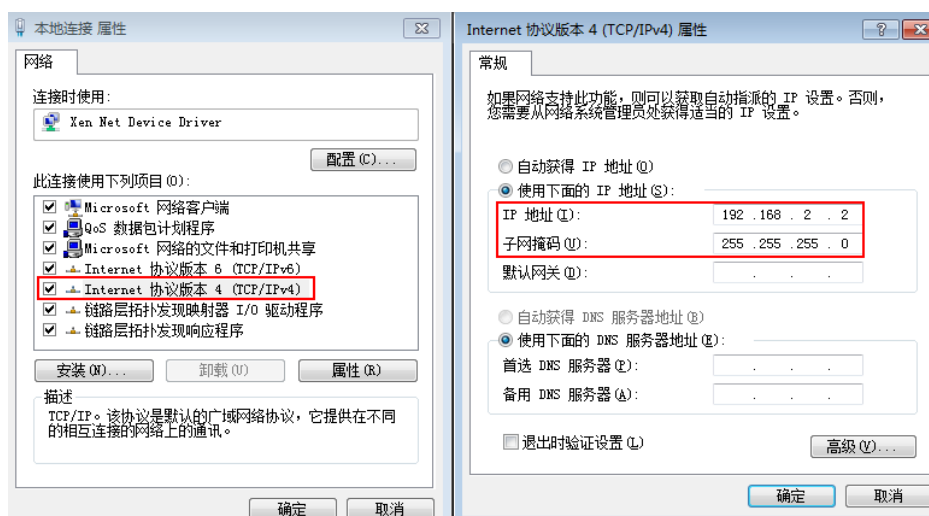 本地连接 属性
网络
连接时使用:
Xen Net Device Driver
配置(C)...
此连接使用下列项目(O):
Microsoft 网络客户端
QoS 数据包计划程序
Microsoft 网络的文件和打印机共享
Internet 协议版本 6 (TCP/IPv6)
Internet 协议版本 4 (TCP/IPv4)
链路层拓扑发现映射器 I/O 驱动程序
链路层拓扑发现响应程序
安装(N)...
卸载(U)
属性(R)
描述
TCP/IP。该协议是默认的广域网络协议，它提供在不同
的相互连接的网络上的通讯。
确定
取消
Internet 协议版本 4 (TCP/IPv4) 属性
常规
如果网络支持此功能，则可以获取自动指派的 IP 设置。否则，
您需要从网络系统管理员处获得适当的 IP 设置。
自动获得 IP 地址(O)
使用下面的 IP 地址(S):
IP 地址(I): 192 .168 . 2 . 2
子网掩码(U): 255 .255 .255 . 0
默认网关(D): . . .
自动获得 DNS 服务器地址(B)
使用下面的 DNS 服务器地址(E):
首选 DNS 服务器(P): . . .
备用 DNS 服务器(A): . . .
退出时验证设置(L)
高级(V)...
确定
取消